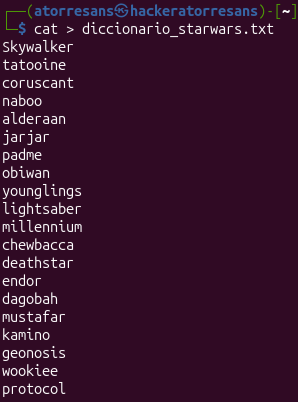 ┌──(atorresans㉿hackeratorresans)-[~]
└─$ cat > diccionario_starwars.txt
Skywalker
tatooine
coruscant
naboo
alderaan
jarjar
padme
obiwan
younglings
lightsaber
millennium
chewbacca
deathstar
endor
dagobah
mustafar
kamino
geonosis
wookiee
protocol